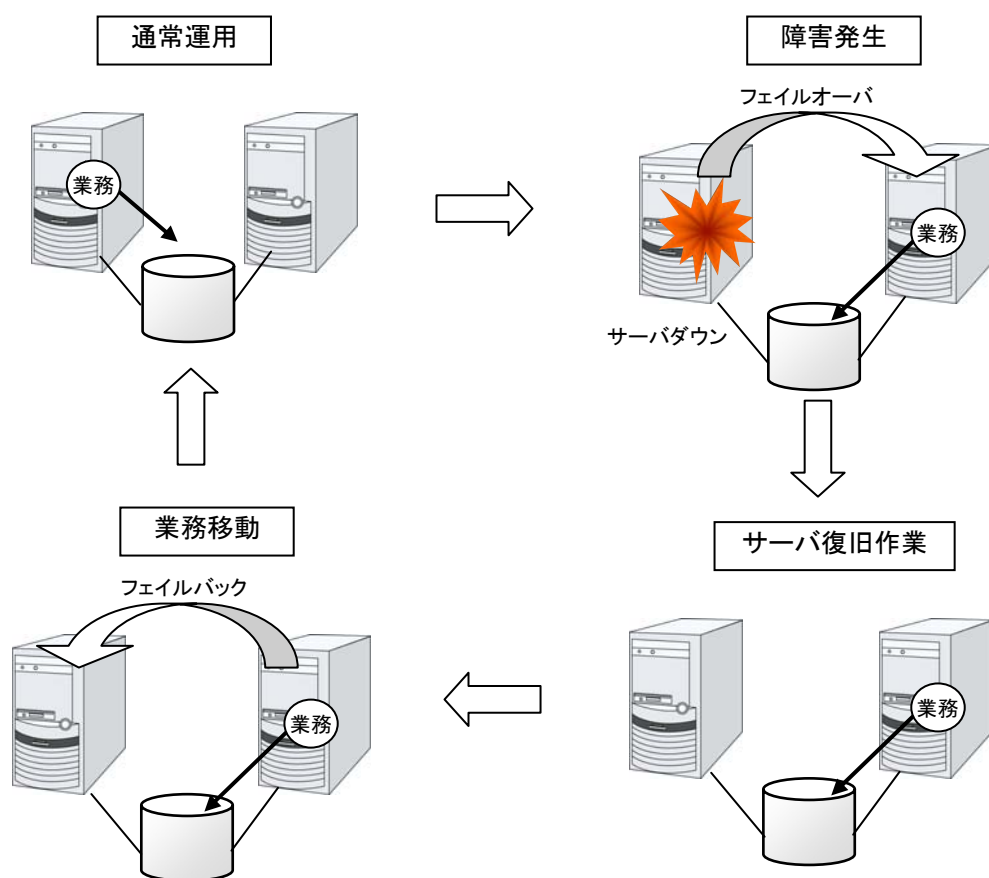 通常運用
障害発生
フェイルオーバ
業務
業務
サーバダウン
業務移動
サーバ復旧作業
フェイルバック
業務
業務